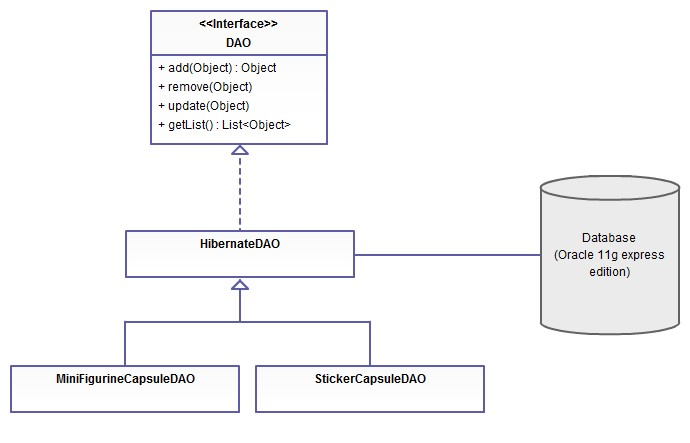 <<Interface>>
DAO
+ add(Object) : Object
+ remove(Object)
+ update(Object)
+ getList() : List<Object>
HibernateDAO
Database
(Oracle 11g express
edition)
MiniFigurineCapsuleDAO
StickerCapsuleDAO